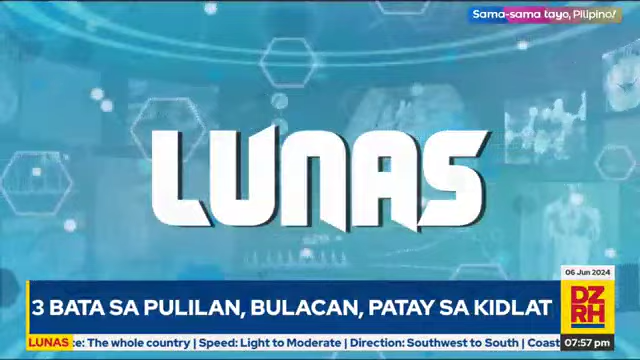 Sama-sama tayo, Pilipino!
LUNAS
06 Jun 2024
3 BATA SA PULILAN, BULACAN, PATAY SA KIDLAT
DZ
RH
LUNAS :e: The whole country | Speed: Light to Moderate | Direction: Southwest to South | Coast
07:57 pm